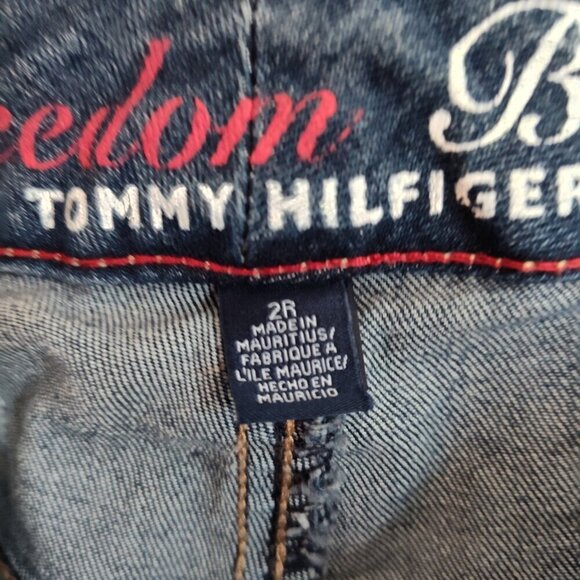 eedom B
TOMMY HILFIGER
2R
MADE IN
MAURITIUS/
FABRIQUE A
L'ILE MAURICE/
HECHO EN
MAURICIO